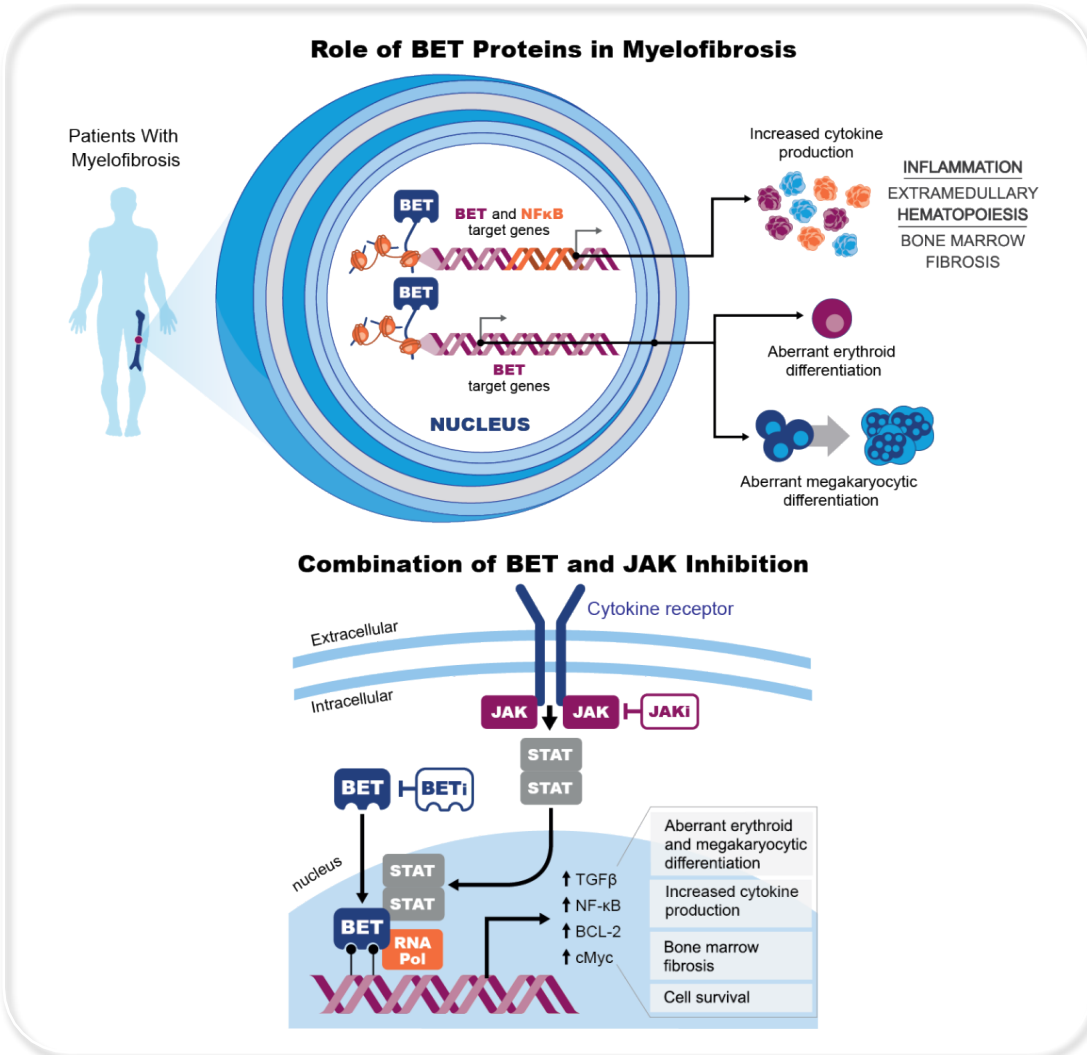 Role of BET Proteins in Myelofibrosis
Patients With
Myelofibrosis
BET
BET and NFκB
target genes
BET
BET
target genes
NUCLEUS
Increased cytokine
production
INFLAMMATION
EXTRAMEDULLARY
HEMATOPOIESIS
BONE MARROW
FIBROSIS
Aberrant erythroid
differentiation
Aberrant megakaryocytic
differentiation
Combination of BET and JAK Inhibition
Cytokine receptor
Extracellular
Intracellular
JAK
JAK
JAKi
STAT
STAT
BET
BETi
nucleus
STAT
STAT
BET
RNA
Pol
TGFβ
NF-κB
BCL-2
cMyc
Aberrant erythroid
and megakaryocytic
differentiation
Increased cytokine
production
Bone marrow
fibrosis
Cell survival